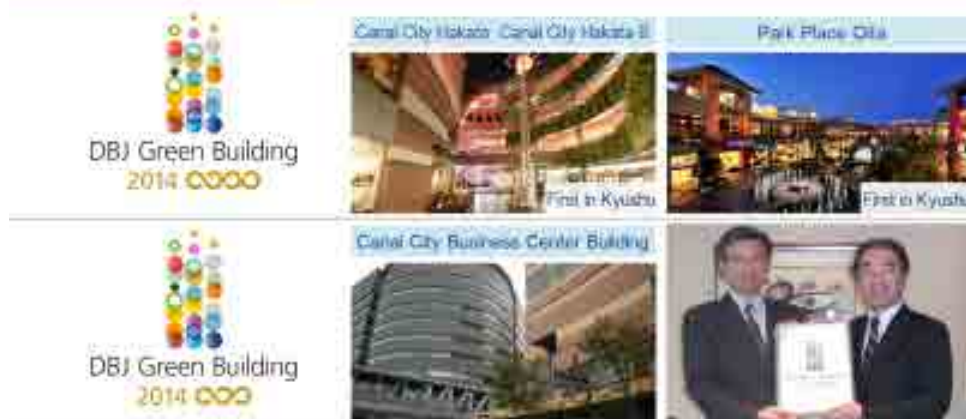 Canal City Hakata Canal City Hakata B
Park Place Oita
DBJ Green Building
2014
First in Kyushu
First in Kyushu
Canal City Business Center Building
DBJ Green Building
2014